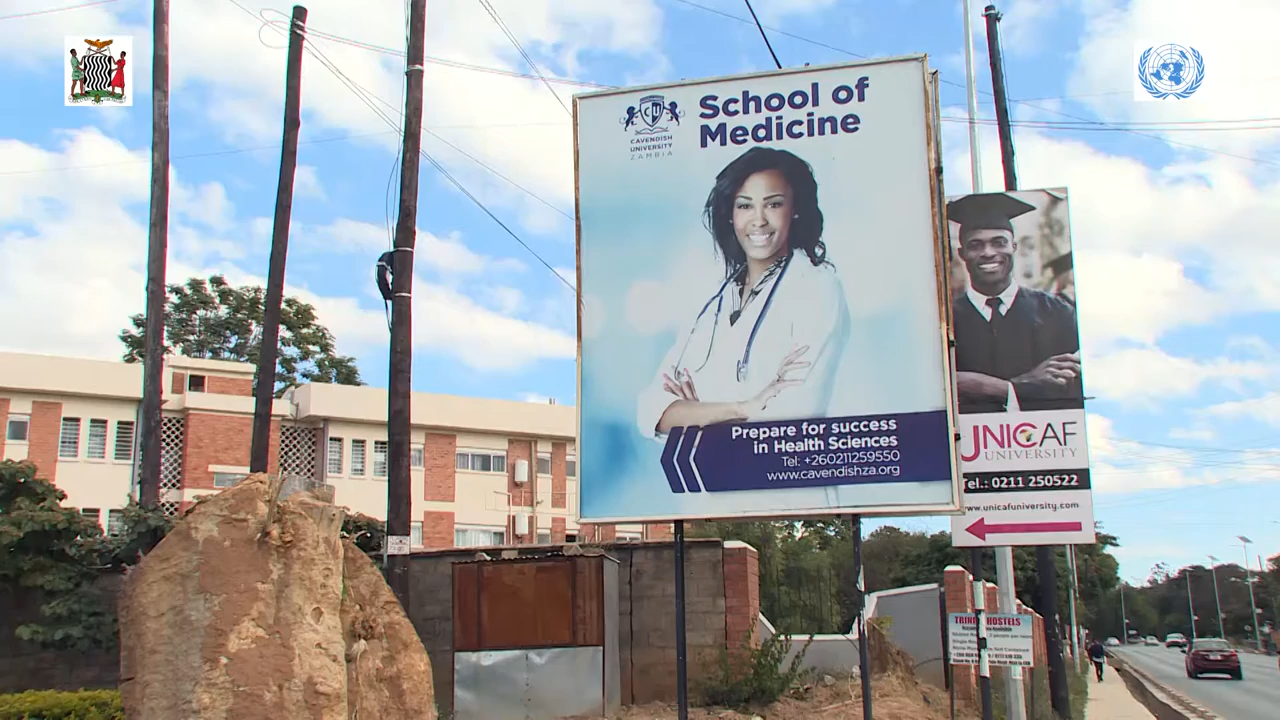 School of
Medicine
CU
CAVENDISH
UNIVERSITY
ZAMBIA
Prepare for success
in Health Sciences
Tel: +260211259550
www.cavendishza.org
UNICAF
UNIVERSITY
Tel.: 0211 250522
www.unicafuniversity.com
HOSTELS